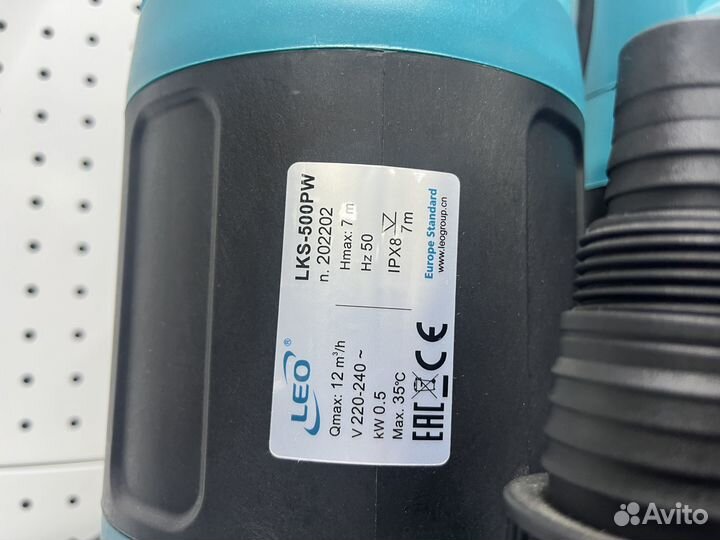 LEO® LKS-500PW
n. 202202
Qmax: 12 m³/h Hmax: 7 m
V 220-240 ~ Hz 50
kW 0.5 IPX8 7m
Max. 35°C
EAC CE Europe Standard
www.leogroup.cn
Avito